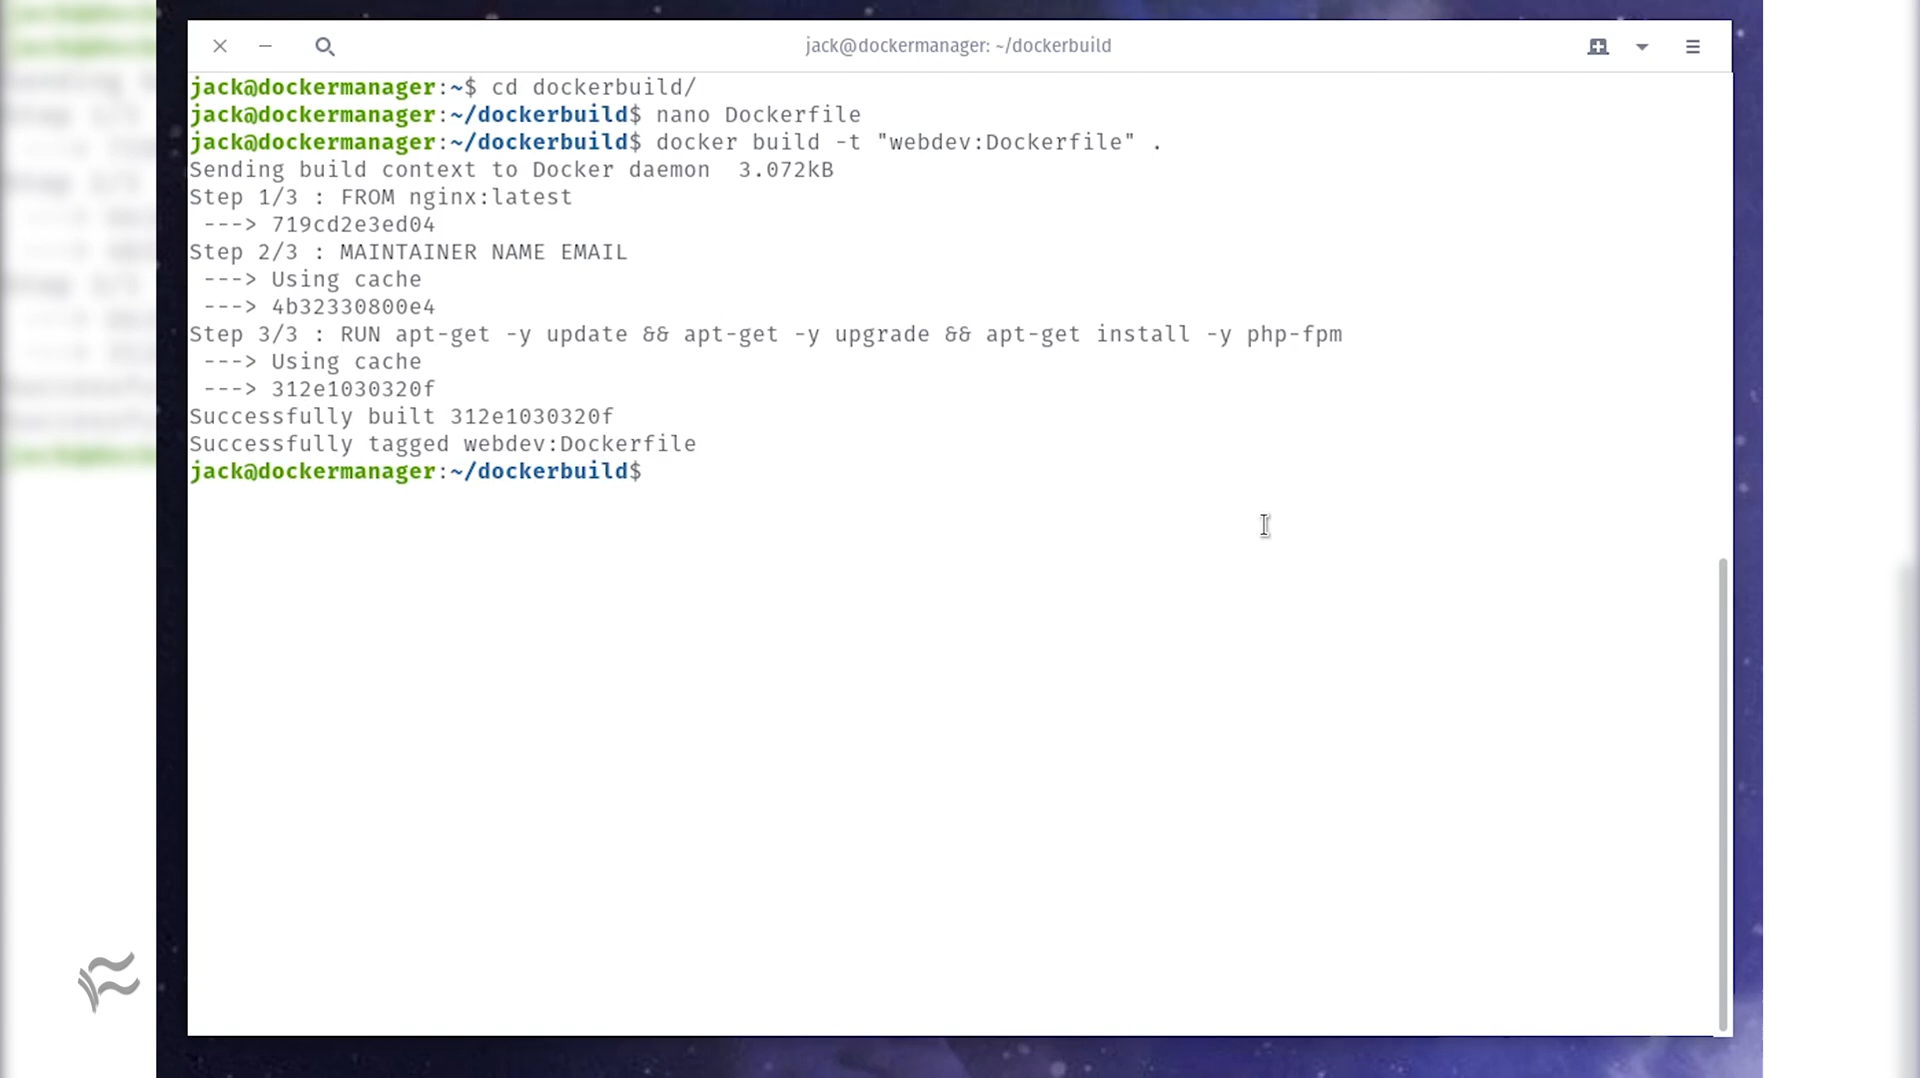 jack@dockermanager: ~/dockerbuild
jack@dockermanager:~$ cd dockerbuild/
jack@dockermanager:~/dockerbuild$ nano Dockerfile
jack@dockermanager:~/dockerbuild$ docker build -t "webdev:Dockerfile" .
Sending build context to Docker daemon  3.072kB
Step 1/3 : FROM nginx:latest
 ---> 719cd2e3ed04
Step 2/3 : MAINTAINER NAME EMAIL
 ---> Using cache
 ---> 4b32330800e4
Step 3/3 : RUN apt-get -y update && apt-get -y upgrade && apt-get install -y php-fpm
 ---> Using cache
 ---> 312e1030320f
Successfully built 312e1030320f
Successfully tagged webdev:Dockerfile
jack@dockermanager:~/dockerbuild$